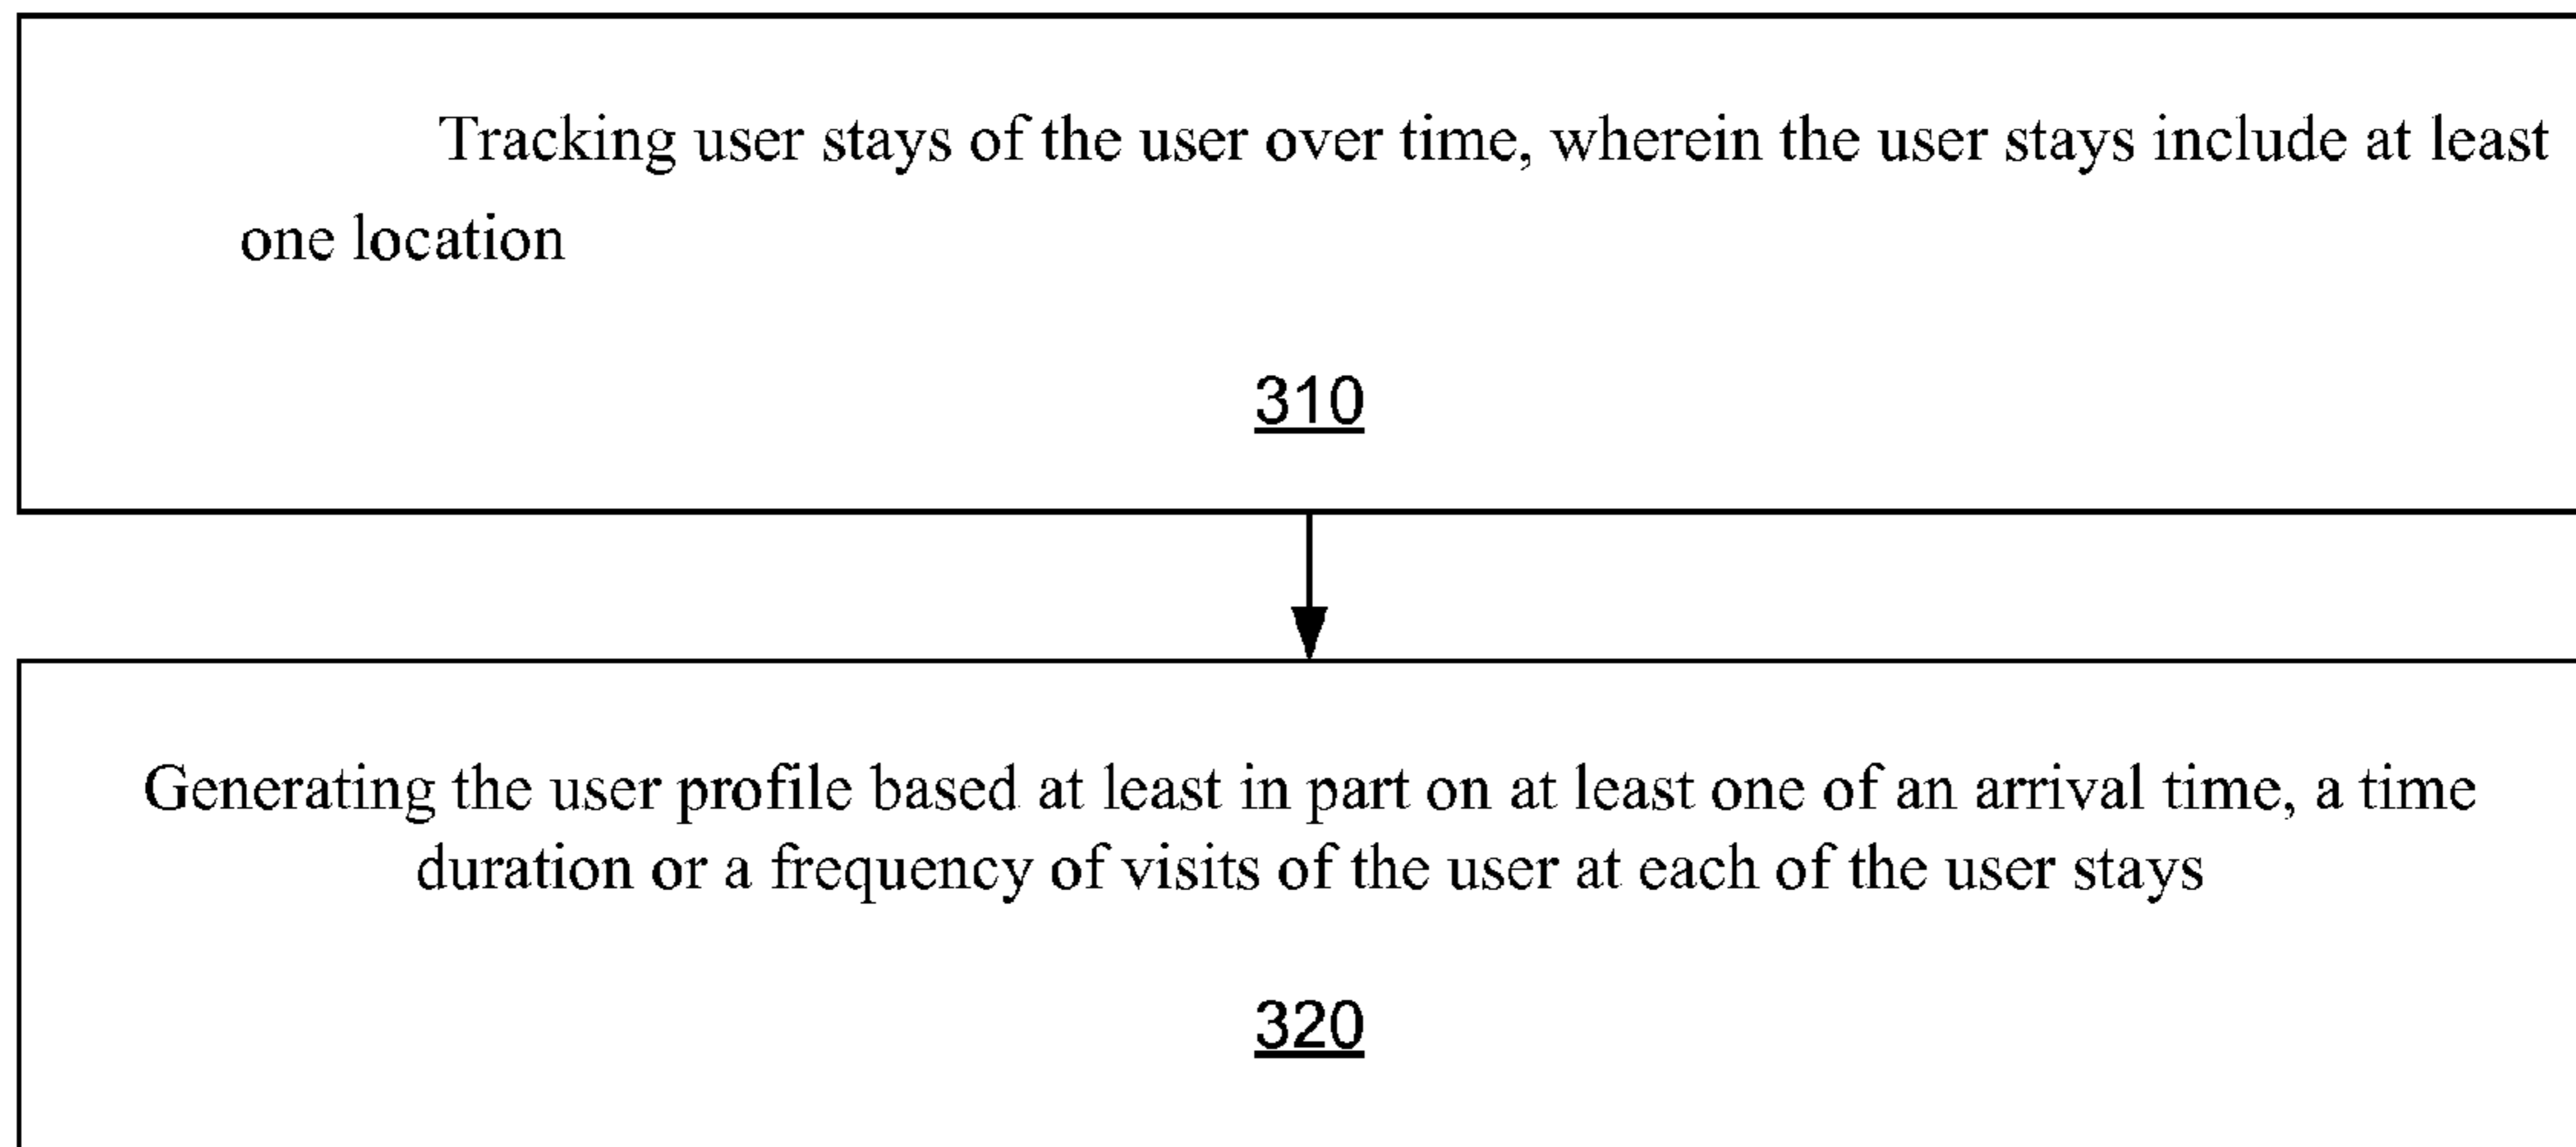 Tracking user stays of the user over time, wherein the user stays include at least
one location
310
Generating the user profile based at least in part on at least one of an arrival time, a time
duration or a frequency of visits of the user at each of the user stays
320